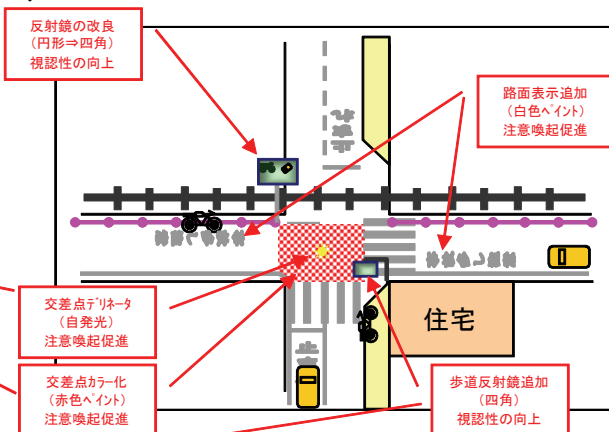 反射鏡の改良
（円形⇒四角）
視認性の向上
路面表示追加
（白色ﾍﾟｲﾝﾄ）
注意喚起促進
止まれ
交差点ﾃﾞﾘﾈｰﾀ
（自発光）
注意喚起促進
住宅
交差点ｶﾗｰ化
（赤色ﾍﾟｲﾝﾄ）
注意喚起促進
歩道反射鏡追加
（四角）
視認性の向上